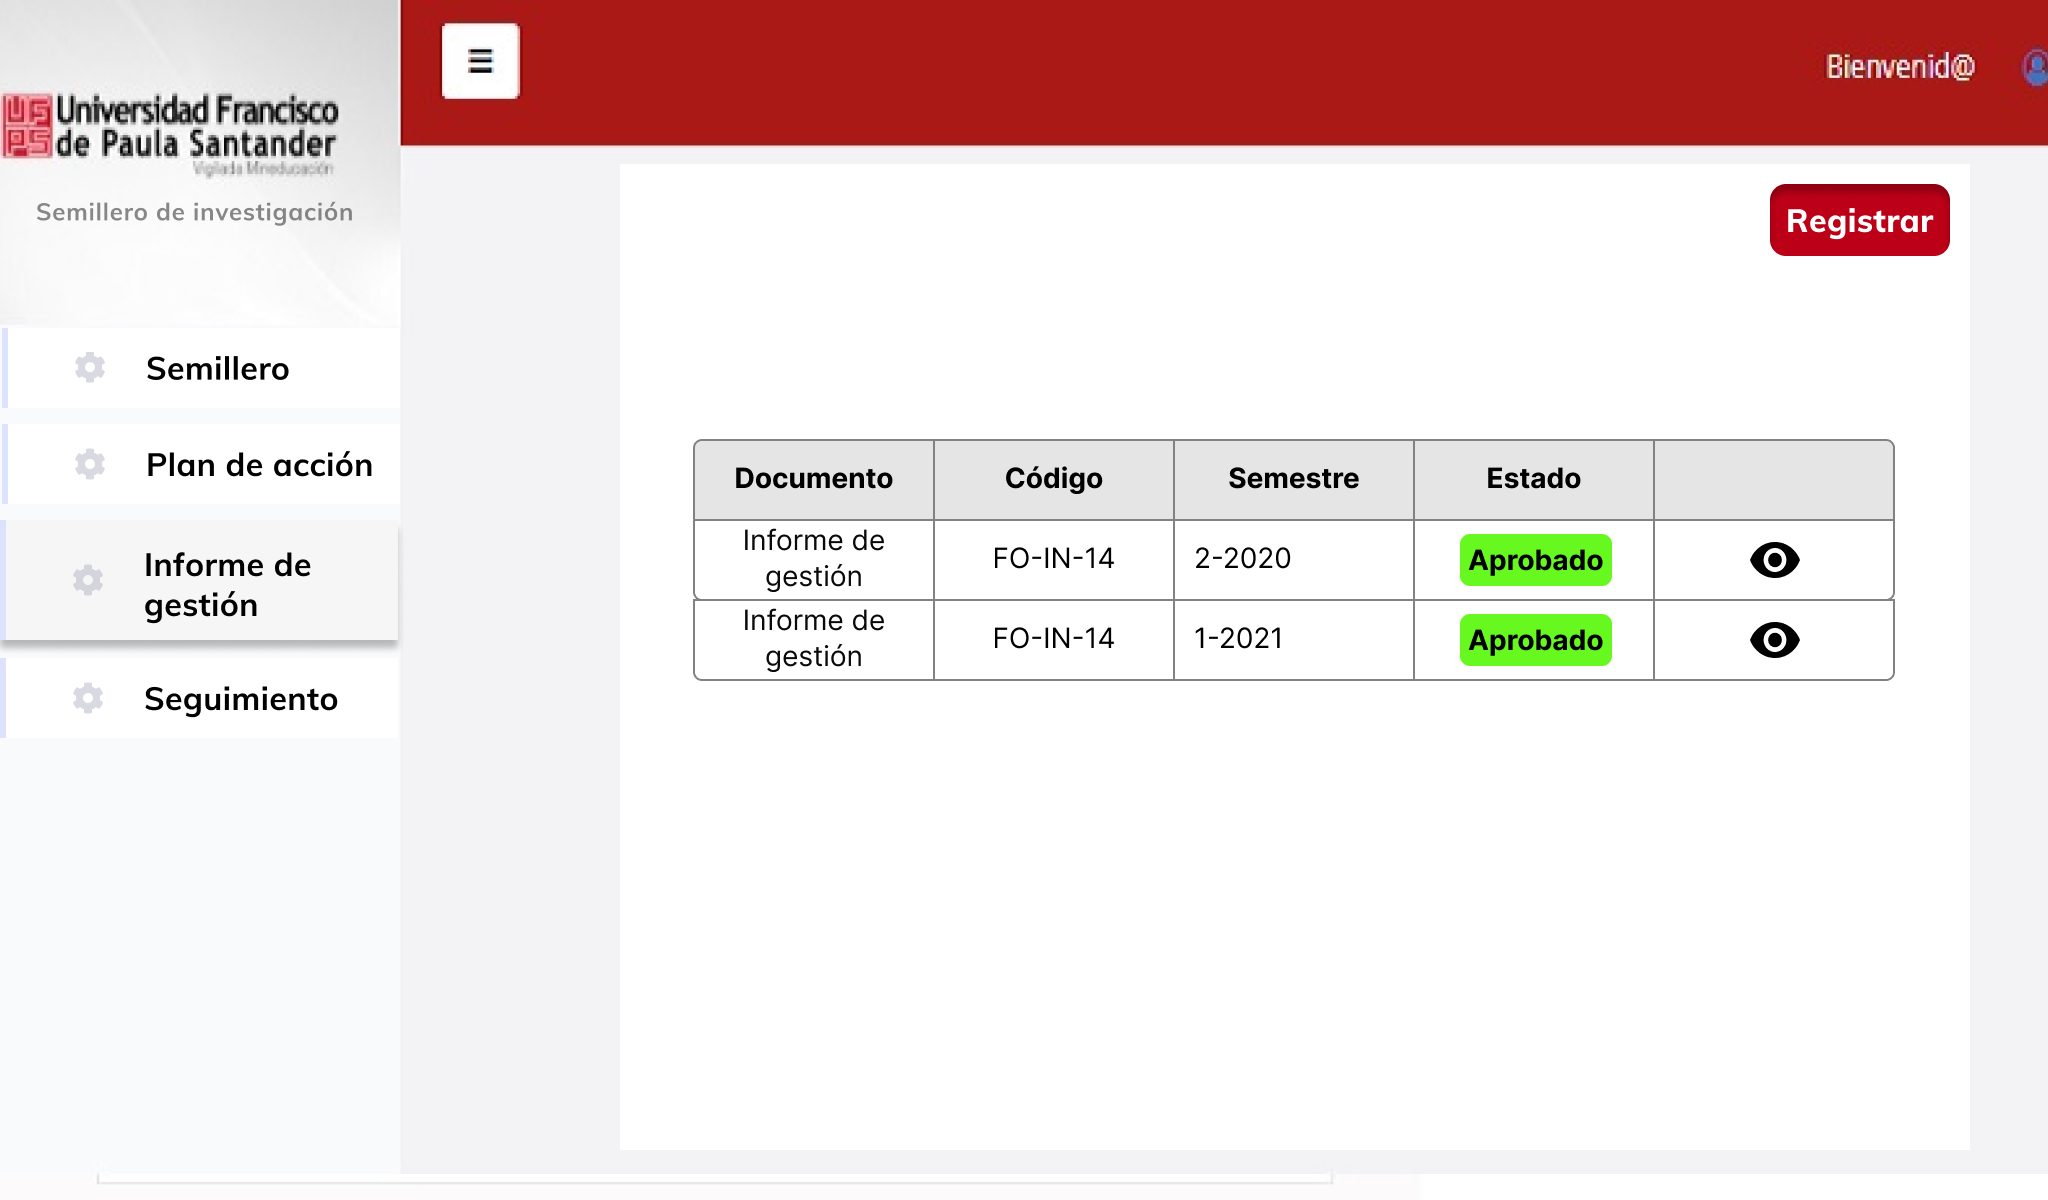 Universidad Francisco
de Paula Santander
Vigilada Mineducación
Semillero de investigación
Semillero
Plan de acción
Informe de
gestión
Seguimiento
Bienvenid@
Registrar
Documento Código Semestre Estado
Informe de
gestión
FO-IN-14 2-2020 Aprobado
Informe de
gestión
FO-IN-14 1-2021 Aprobado